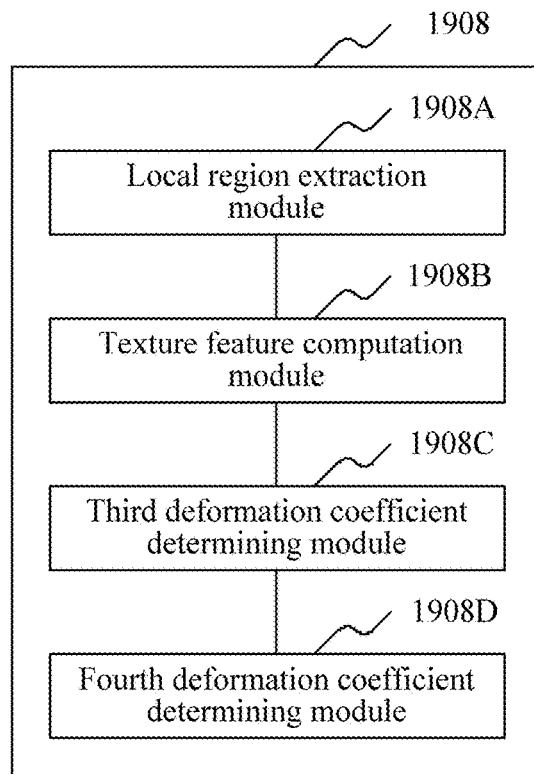 1908
1908A
Local region extraction
module
1908B
Texture feature computation
module
1908C
Third deformation coefficient
determining module
1908D
Fourth deformation coefficient
determining module